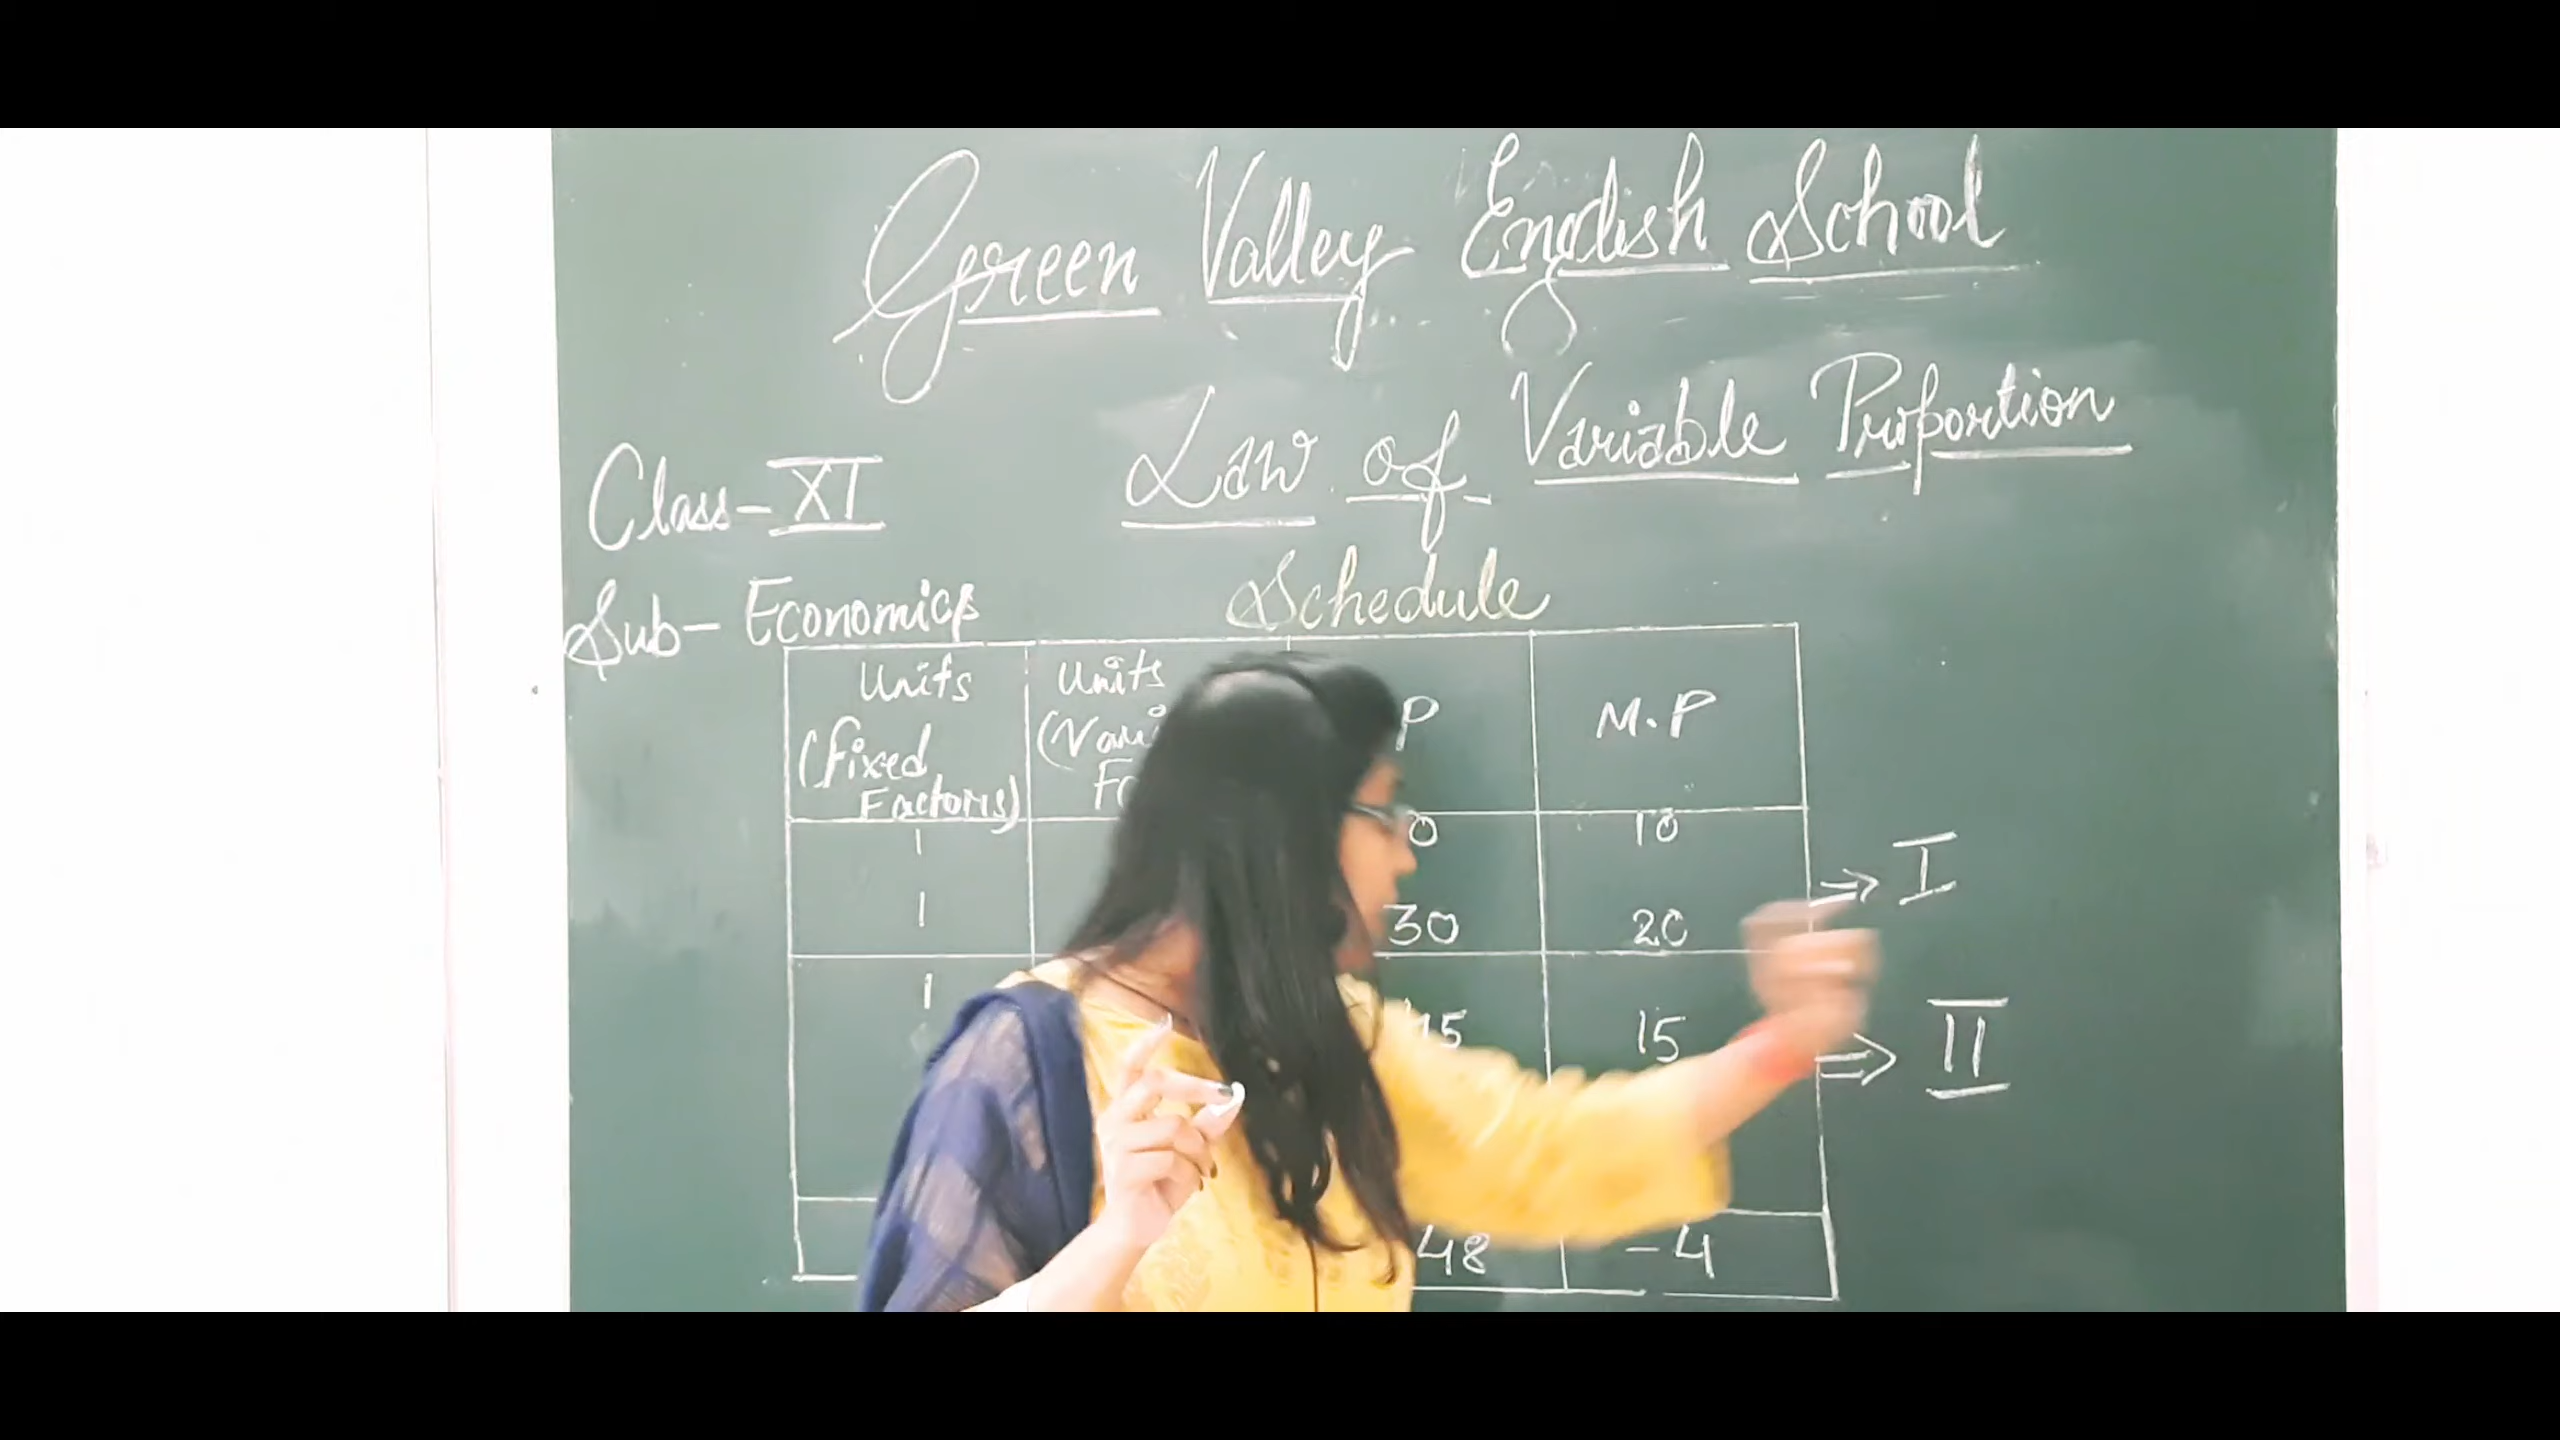 Green Valley English School
Law of Variable Proportion
Class- XI
Schedule
Sub- Economics
Units Units
(Fixed Factors) P M.P
1 0 10
1 30 20 ⇒ I
1 15 ⇒ II
48 -4